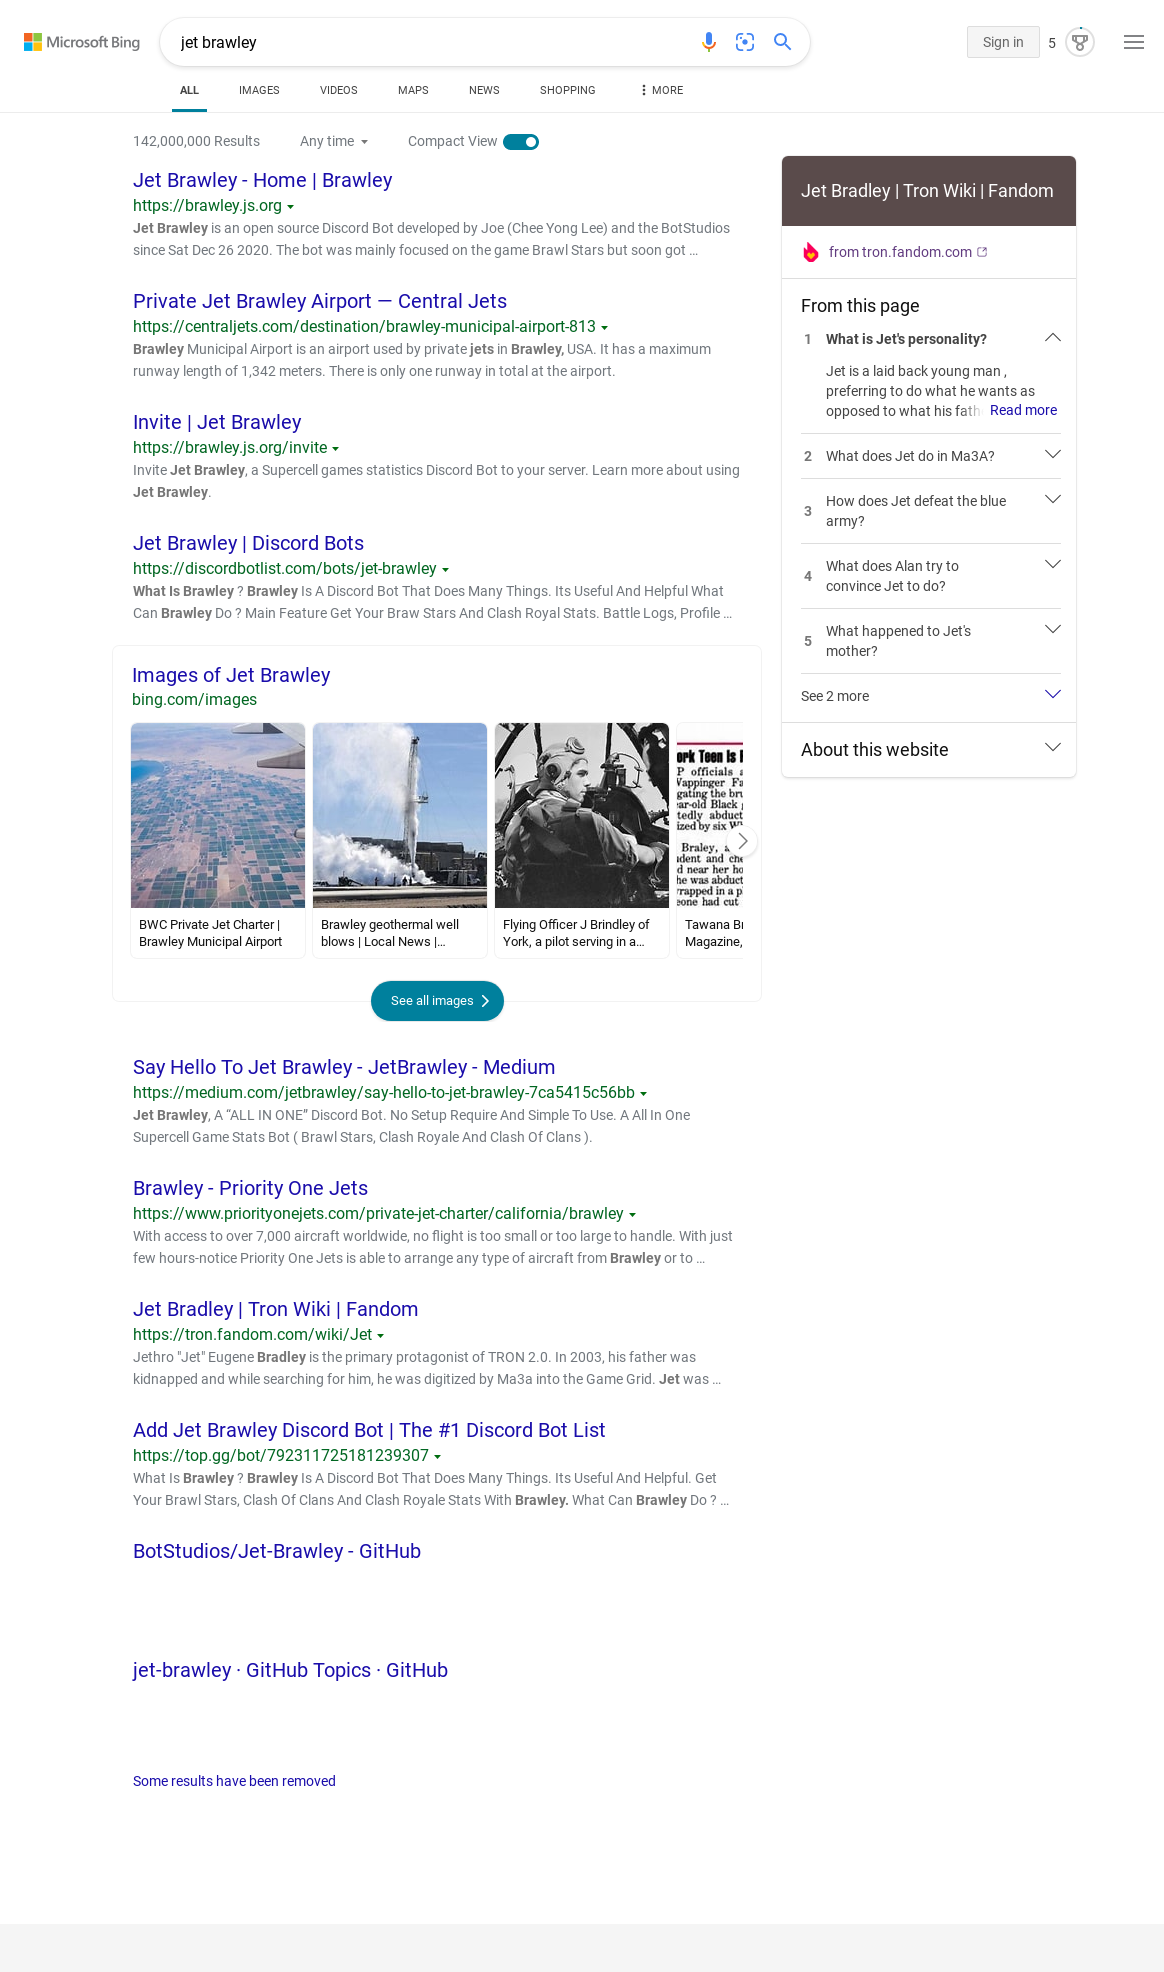 Microsoft Bing
jet brawley
Sign in
5
ALL
IMAGES
VIDEOS
MAPS
NEWS
SHOPPING
MORE
142,000,000 Results
Any time
Compact View
Jet Brawley - Home | Brawley
https://brawley.js.org
Jet Brawley is an open source Discord Bot developed by Joe (Chee Yong Lee) and the BotStudios
since Sat Dec 26 2020. The bot was mainly focused on the game Brawl Stars but soon got …
Private Jet Brawley Airport — Central Jets
https://centraljets.com/destination/brawley-municipal-airport-813
Brawley Municipal Airport is an airport used by private jets in Brawley, USA. It has a maximum
runway length of 1,342 meters. There is only one runway in total at the airport.
Invite | Jet Brawley
https://brawley.js.org/invite
Invite Jet Brawley, a Supercell games statistics Discord Bot to your server. Learn more about using
Jet Brawley.
Jet Brawley | Discord Bots
https://discordbotlist.com/bots/jet-brawley
What Is Brawley ? Brawley Is A Discord Bot That Does Many Things. Its Useful And Helpful What
Can Brawley Do ? Main Feature Get Your Braw Stars And Clash Royal Stats. Battle Logs, Profile …
Images of Jet Brawley
bing.com/images
ork Teen Is
P officials a
Wappinger Fa
gating the bru
ear-old Black
tedly abduct
ized by six W
Braley, a
udent and che
d near her ho
he was abduct
wrapped in a p
eone had cut
BWC Private Jet Charter |
Brawley Municipal Airport
Brawley geothermal well
blows | Local News |…
Flying Officer J Brindley of
York, a pilot serving in a…
Tawana Br
Magazine,
See all images
Say Hello To Jet Brawley - JetBrawley - Medium
https://medium.com/jetbrawley/say-hello-to-jet-brawley-7ca5415c56bb
Jet Brawley, A “ALL IN ONE” Discord Bot. No Setup Require And Simple To Use. A All In One
Supercell Game Stats Bot ( Brawl Stars, Clash Royale And Clash Of Clans ).
Brawley - Priority One Jets
https://www.priorityonejets.com/private-jet-charter/california/brawley
With access to over 7,000 aircraft worldwide, no flight is too small or too large to handle. With just
few hours-notice Priority One Jets is able to arrange any type of aircraft from Brawley or to …
Jet Bradley | Tron Wiki | Fandom
https://tron.fandom.com/wiki/Jet
Jethro "Jet" Eugene Bradley is the primary protagonist of TRON 2.0. In 2003, his father was
kidnapped and while searching for him, he was digitized by Ma3a into the Game Grid. Jet was …
Add Jet Brawley Discord Bot | The #1 Discord Bot List
https://top.gg/bot/792311725181239307
What Is Brawley ? Brawley Is A Discord Bot That Does Many Things. Its Useful And Helpful. Get
Your Brawl Stars, Clash Of Clans And Clash Royale Stats With Brawley. What Can Brawley Do ? …
BotStudios/Jet-Brawley - GitHub
jet-brawley · GitHub Topics · GitHub
Some results have been removed
Jet Bradley | Tron Wiki | Fandom
from tron.fandom.com
From this page
1 What is Jet's personality?
Jet is a laid back young man ,
preferring to do what he wants as
opposed to what his fath Read more
2 What does Jet do in Ma3A?
3 How does Jet defeat the blue
army?
4 What does Alan try to
convince Jet to do?
5 What happened to Jet's
mother?
See 2 more
About this website